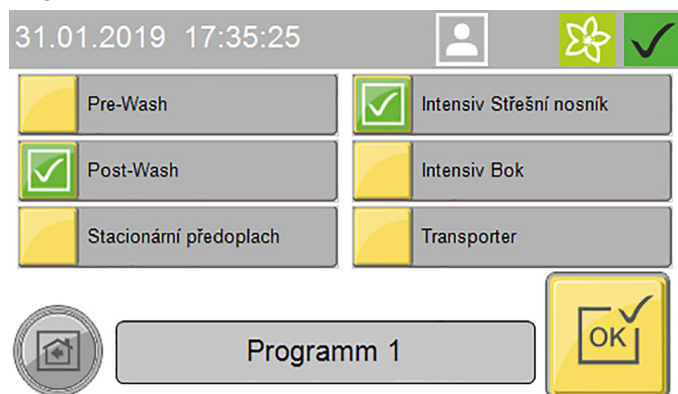 31.01.2019 17:35:25
Pre-Wash
Intensiv Střešní nosník
Post-Wash
Intensiv Bok
Stacionární předoplach
Transporter
Programm 1
OK